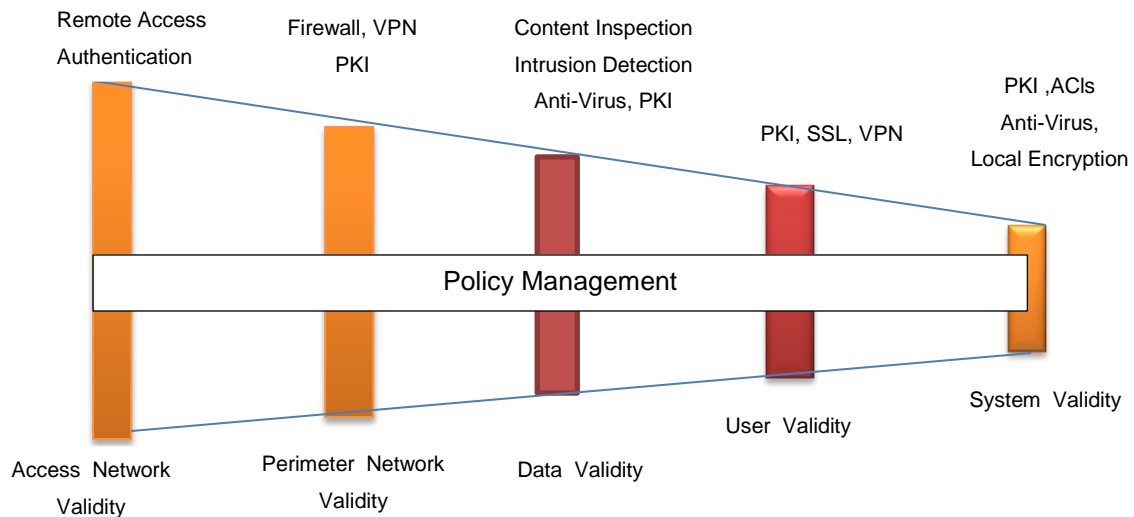 Remote Access
Authentication
Firewall, VPN
PKI
Content Inspection
Intrusion Detection
Anti-Virus, PKI
PKI, SSL, VPN
PKI ,ACIs
Anti-Virus,
Local Encryption
Policy Management
Access Network
Validity
Perimeter Network
Validity
Data Validity
User Validity
System Validity